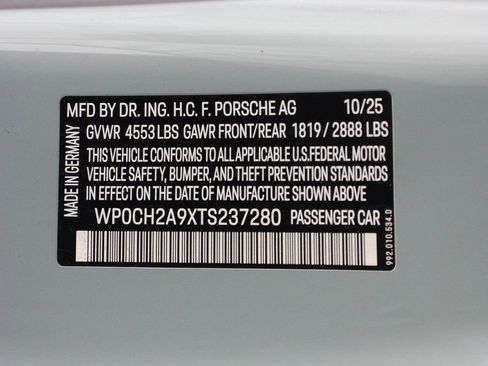 MFD BY DR. ING. H.C. F. PORSCHE AG 10/25
GVWR 4553 LBS GAWR FRONT/REAR 1819 / 2888 LBS
THIS VEHICLE CONFORMS TO ALL APPLICABLE U.S.FEDERAL MOTOR
VEHICLE SAFETY, BUMPER, AND THEFT PREVENTION STANDARDS
IN EFFECT ON THE DATE OF MANUFACTURE SHOWN ABOVE.
WP0CH2A9XTS237280 PASSENGER CAR
MADE IN GERMANY
992.010.534.D